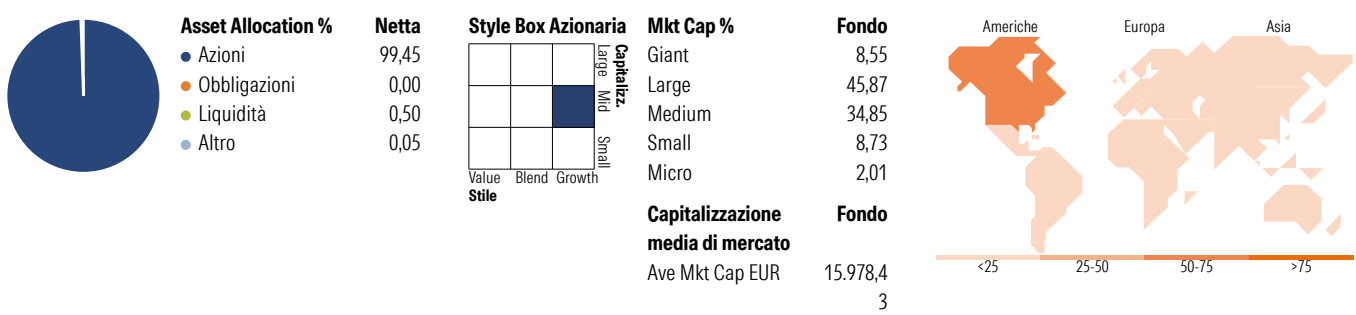 Asset Allocation % Netta
Azioni 99,45
Obbligazioni 0,00
Liquidità 0,50
Altro 0,05
Style Box Azionaria
Capitalizz.
Large Mid Small
Value Blend Growth
Stile
Mkt Cap % Fondo
Giant 8,55
Large 45,87
Medium 34,85
Small 8,73
Micro 2,01
Capitalizzazione Fondo
media di mercato
Ave Mkt Cap EUR 15.978,4
3
Americhe Europa Asia
<25 25-50 50-75 >75